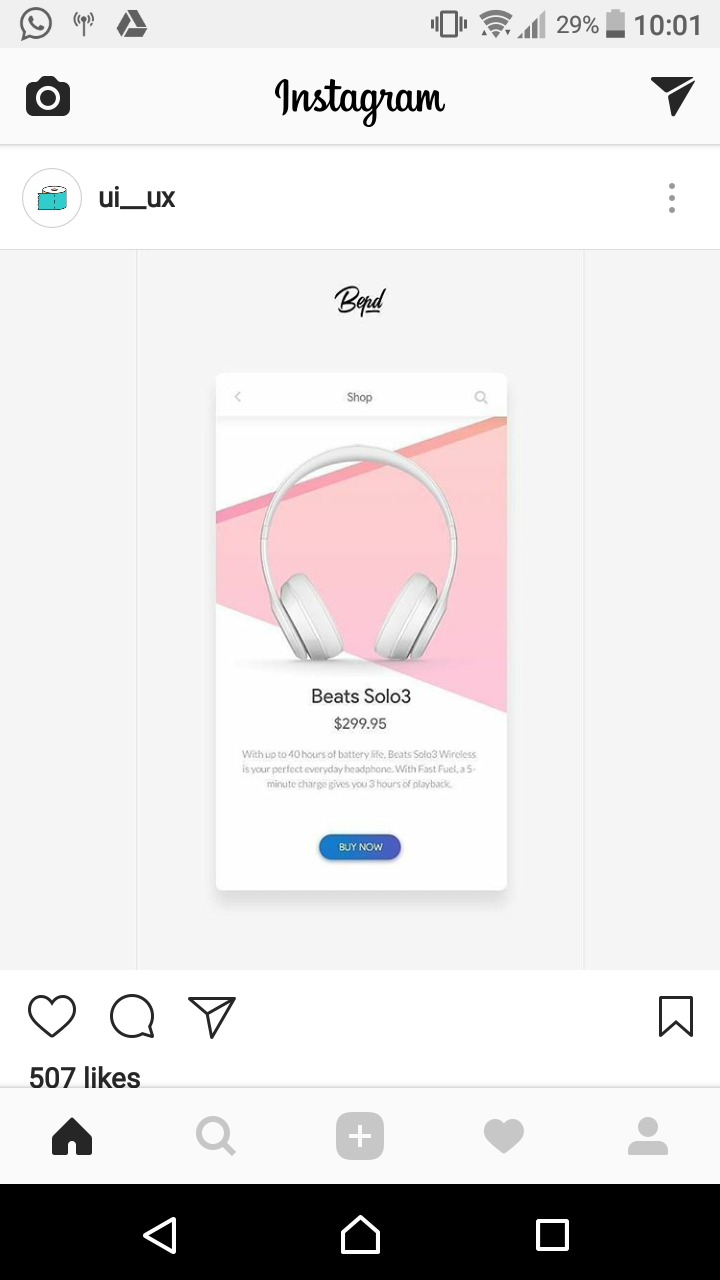 29% 10:01
Instagram
ui__ux
Bepd
Shop
Beats Solo3
$299.95
With up to 40 hours of battery life, Beats Solo3 Wireless
is your perfect everyday headphone. With Fast Fuel, a 5-
minute charge gives you 3 hours of playback.
BUY NOW
507 likes